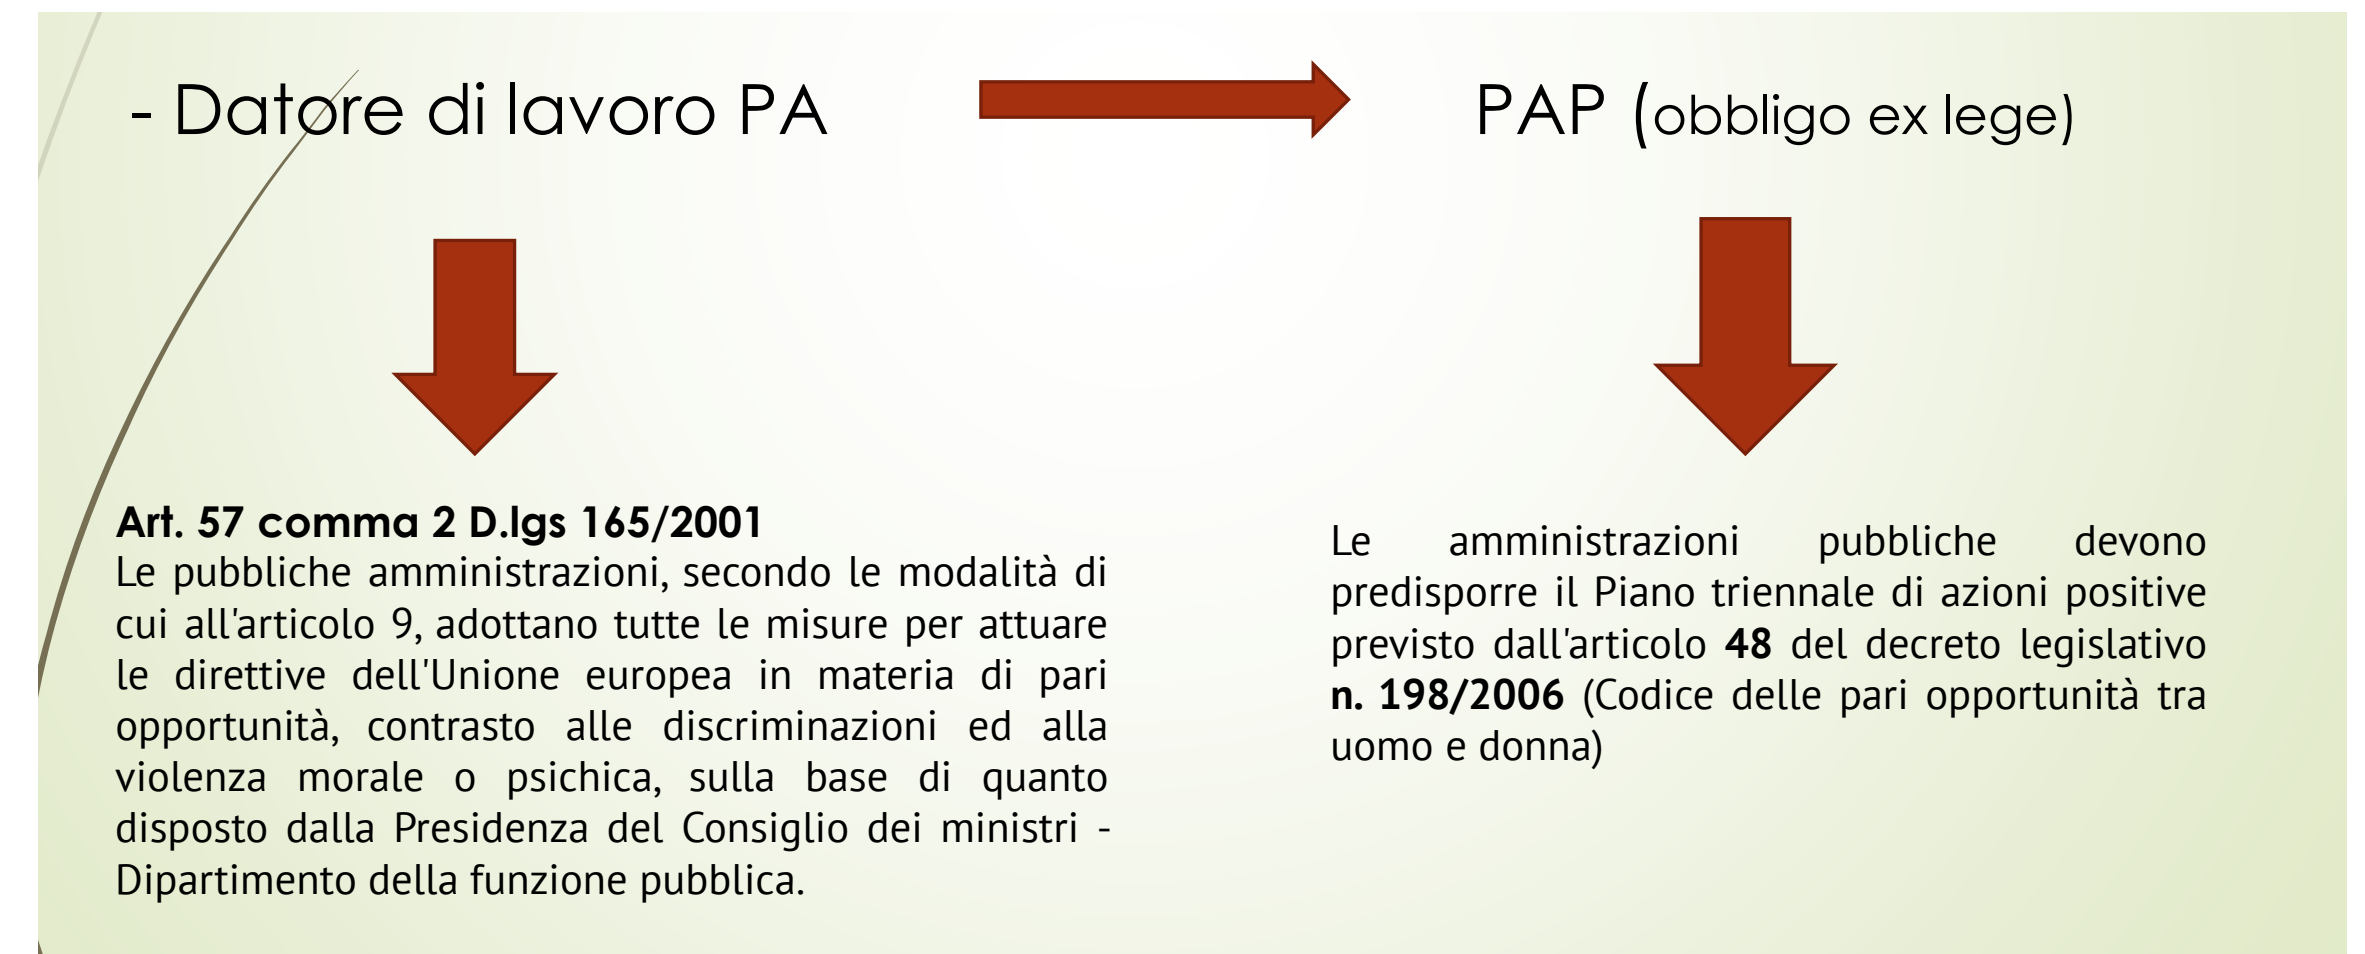 - Datore di lavoro PA
PAP (obbligo ex lege)
Art. 57 comma 2 D.lgs 165/2001
Le pubbliche amministrazioni, secondo le modalità di
cui all'articolo 9, adottano tutte le misure per attuare
le direttive dell'Unione europea in materia di pari
opportunità, contrasto alle discriminazioni ed alla
violenza morale o psichica, sulla base di quanto
disposto dalla Presidenza del Consiglio dei ministri -
Dipartimento della funzione pubblica.
Le amministrazioni pubbliche devono
predisporre il Piano triennale di azioni positive
previsto dall'articolo 48 del decreto legislativo
n. 198/2006 (Codice delle pari opportunità tra
uomo e donna)